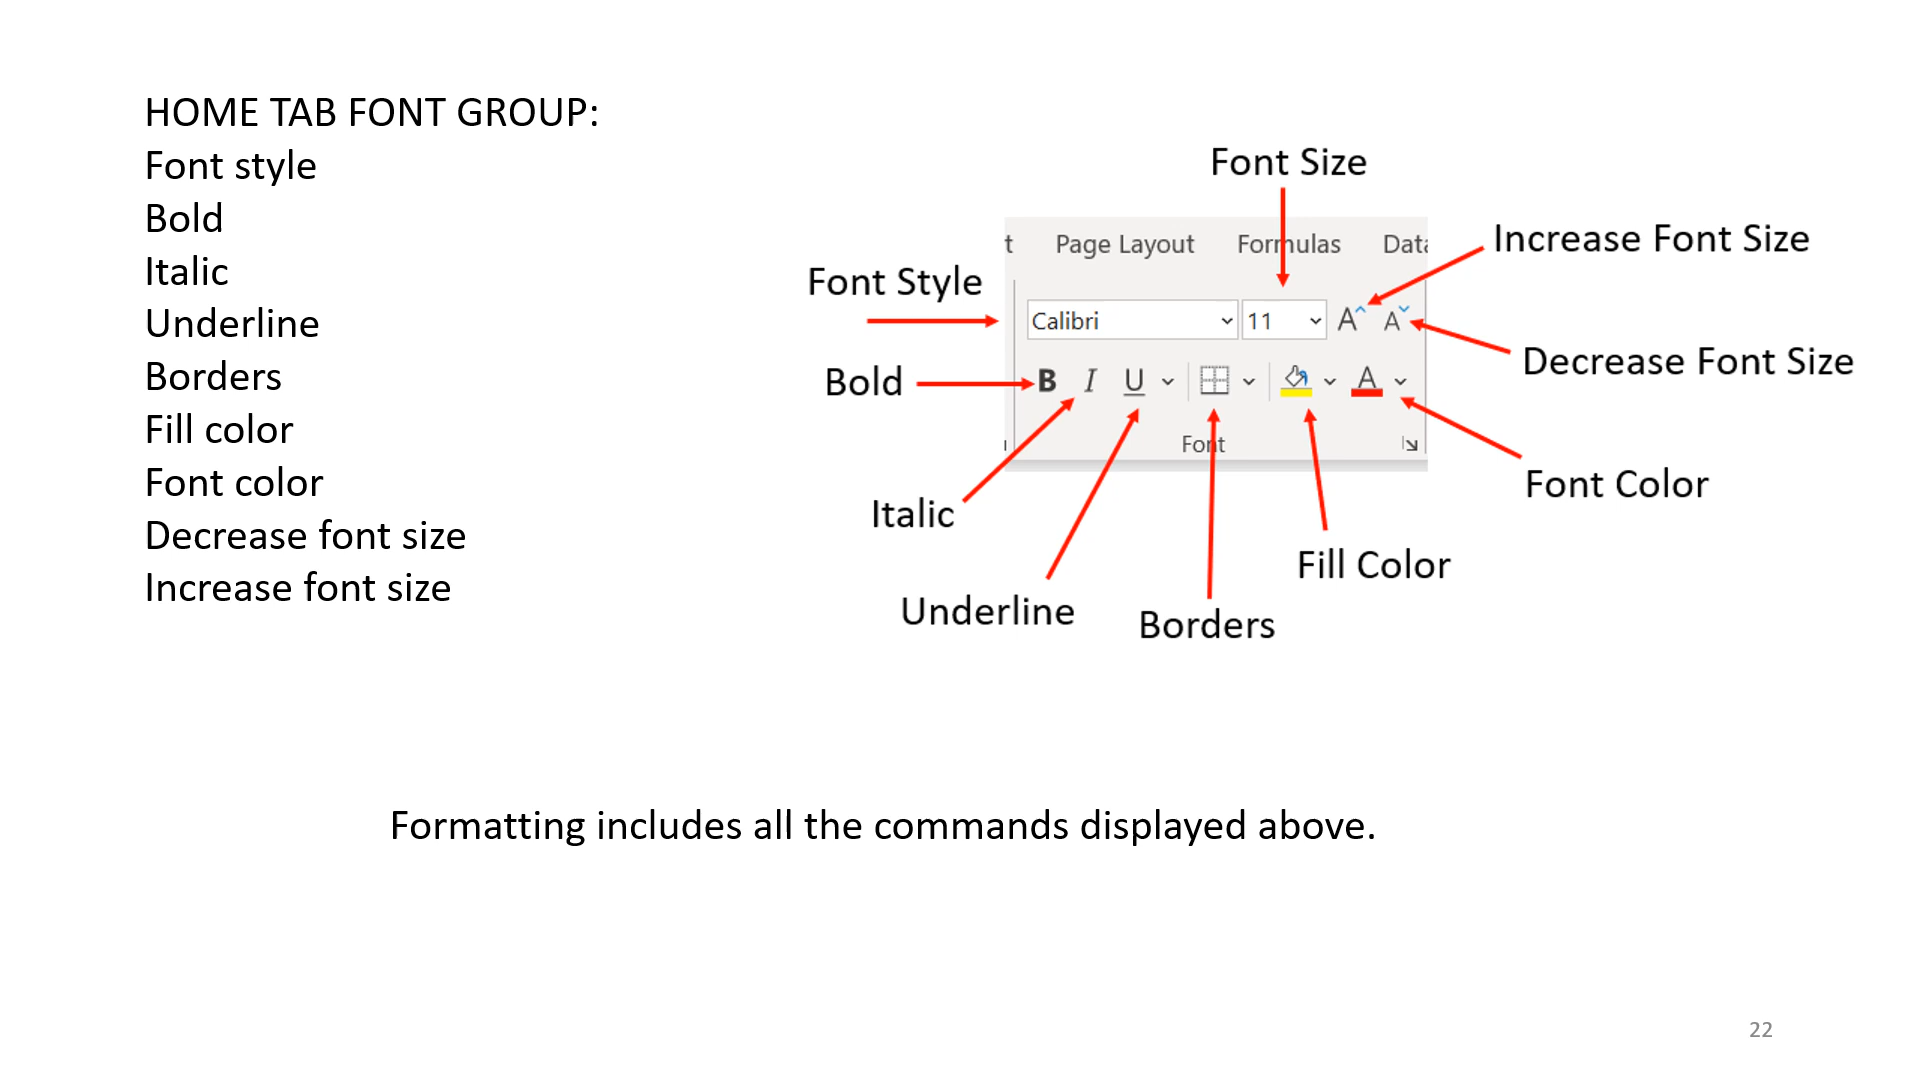 HOME TAB FONT GROUP:
Font style
Bold
Italic
Underline
Borders
Fill color
Font color
Decrease font size
Increase font size
Font Size
Increase Font Size
t Page Layout Formulas Data
Font Style
Calibri 11 A A
Decrease Font Size
Bold
B I U A
Font
Font Color
Italic
Fill Color
Underline
Borders
Formatting includes all the commands displayed above.
22